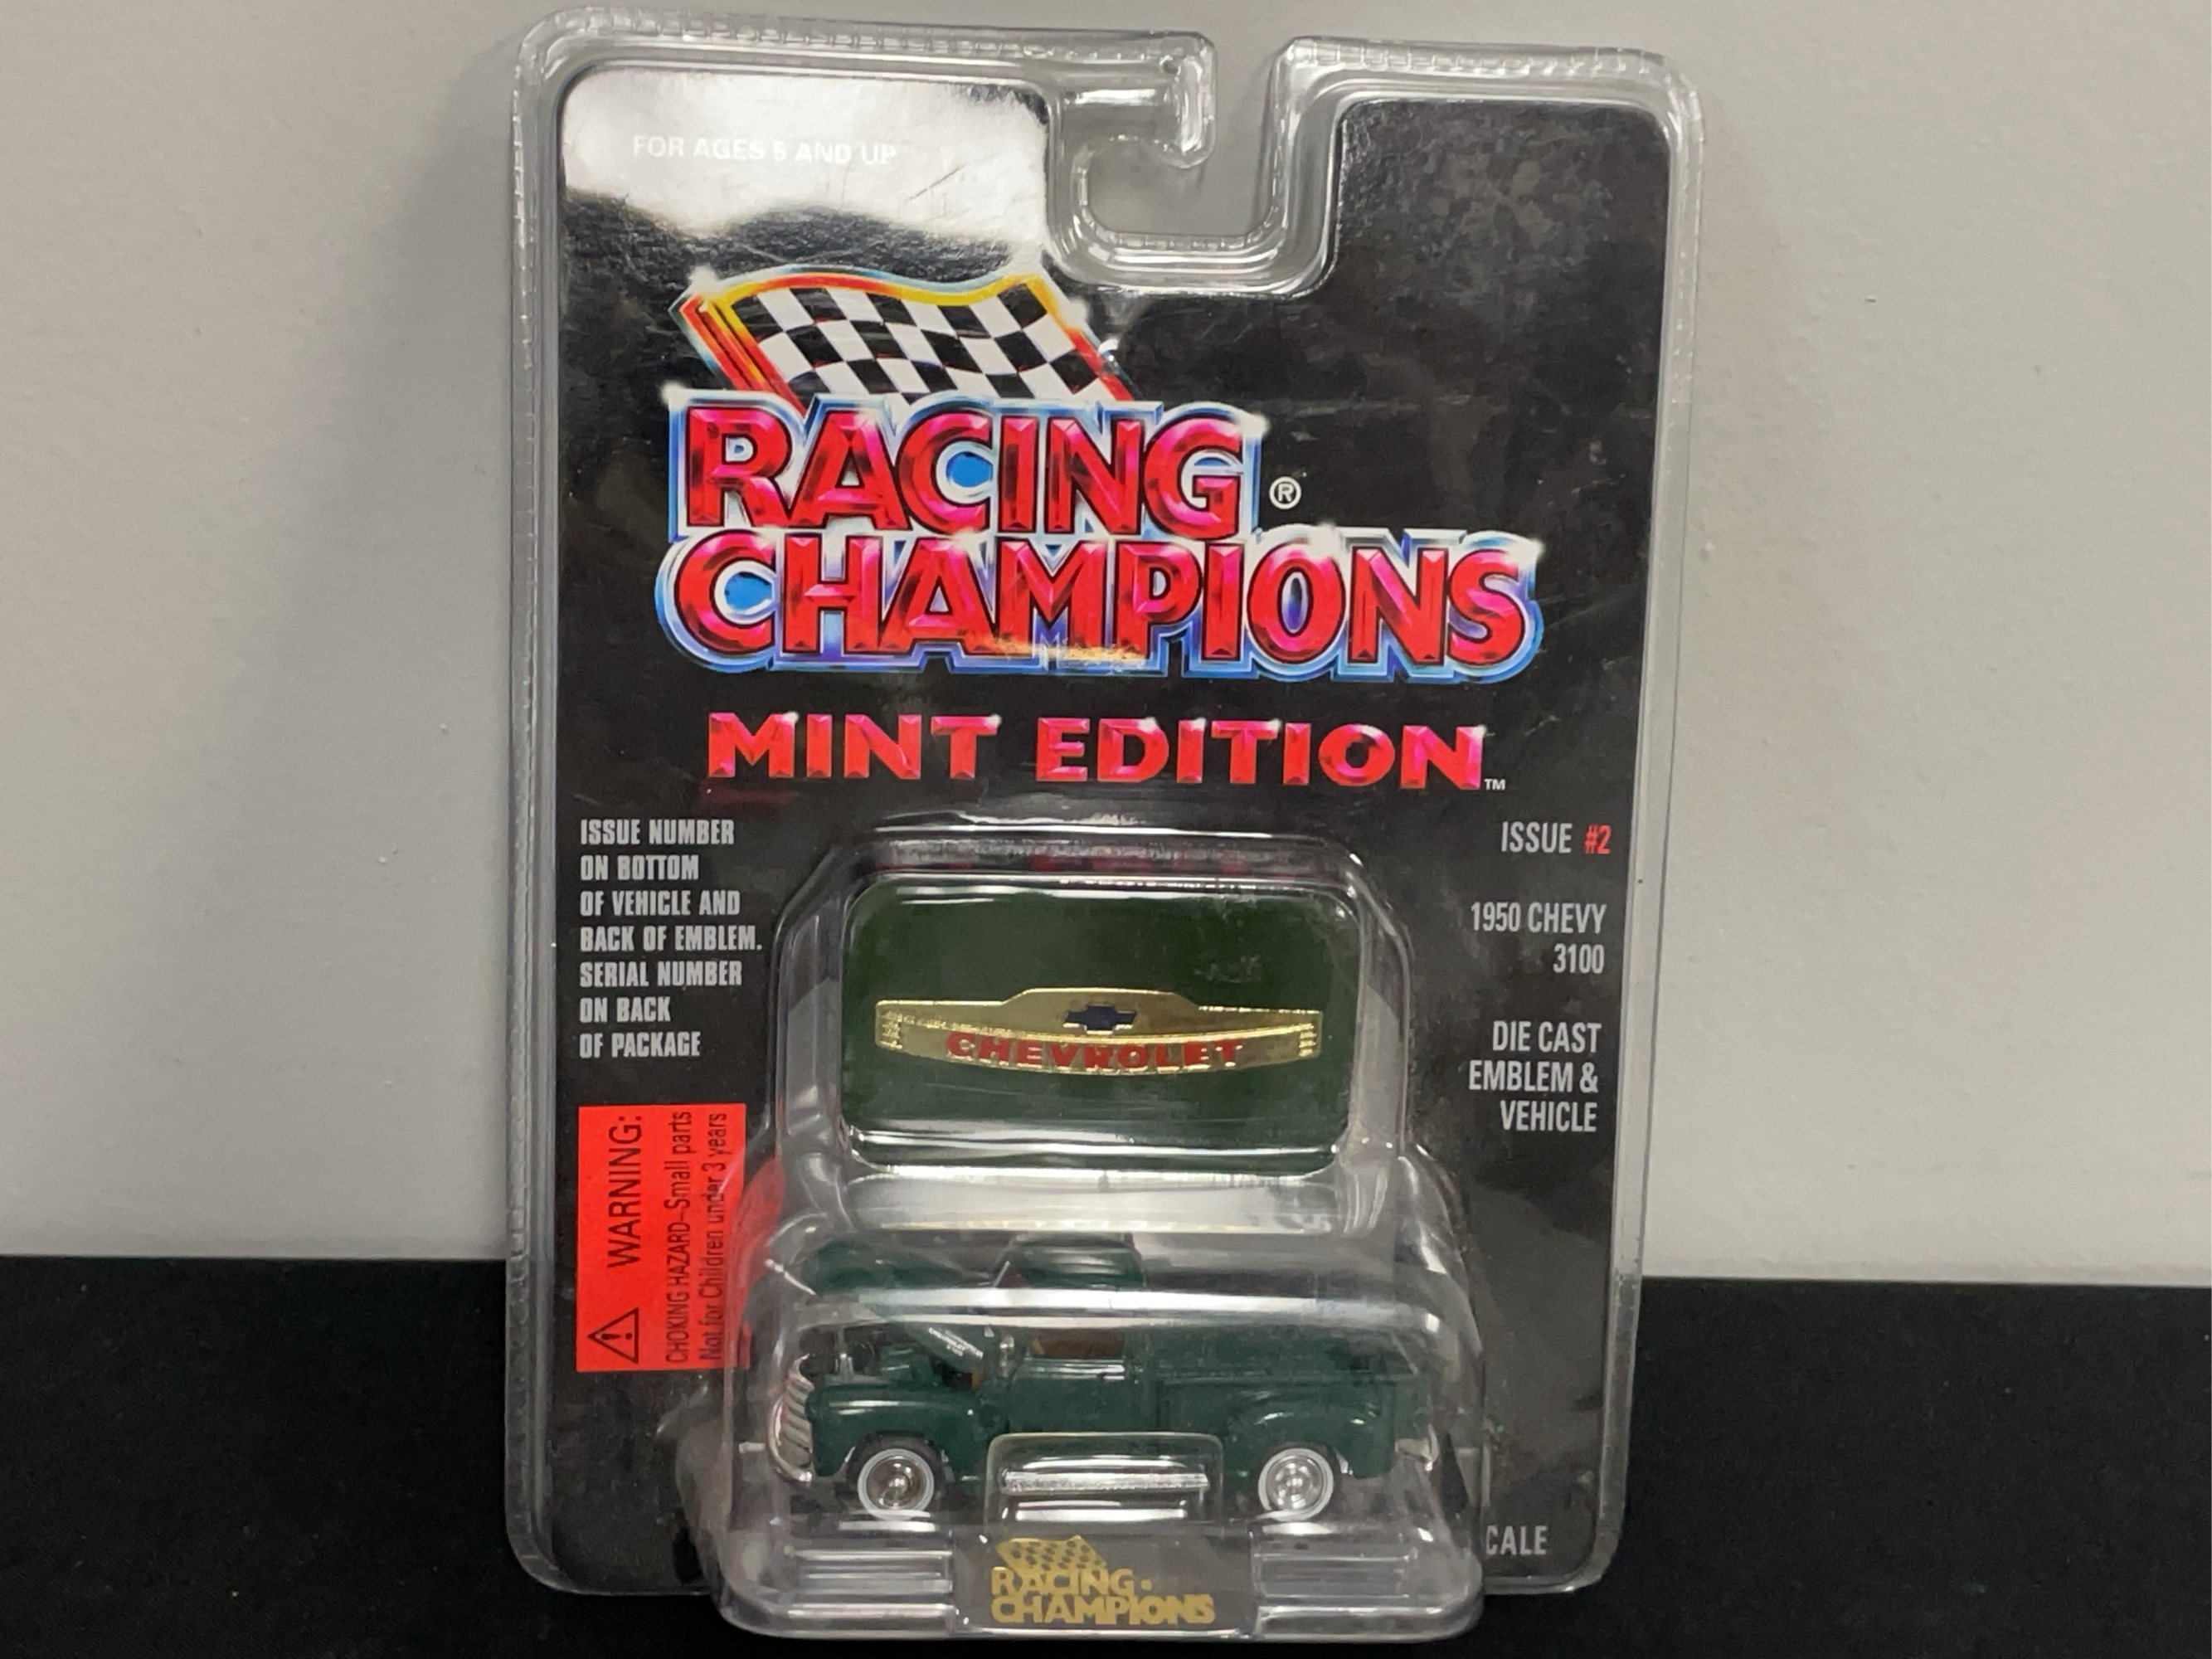 FOR AGES 5 AND UP
RACING
CHAMPIONS
®
MINT EDITION
™
ISSUE NUMBER
ON BOTTOM
OF VEHICLE AND
BACK OF EMBLEM.
SERIAL NUMBER
ON BACK
OF PACKAGE
ISSUE #2
1950 CHEVY
3100
DIE CAST
EMBLEM &
VEHICLE
CHEVROLET
⚠ WARNING:
CHOKING HAZARD-Small parts
Not for Children under 3 years
CALE
RACING
CHAMPIONS